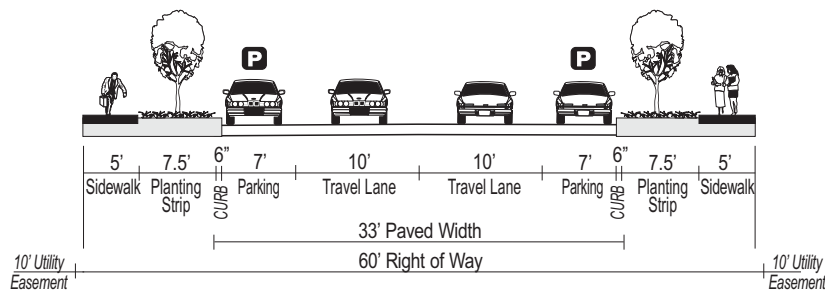 P P
5' 7.5' 6” 7' 10' 10' 7' 6” 7.5' 5'
Sidewalk Planting Strip CURB Parking Travel Lane Travel Lane Parking CURB Planting Strip Sidewalk
33’ Paved Width
10’ Utility Easement 60’ Right of Way 10’ Utility Easement